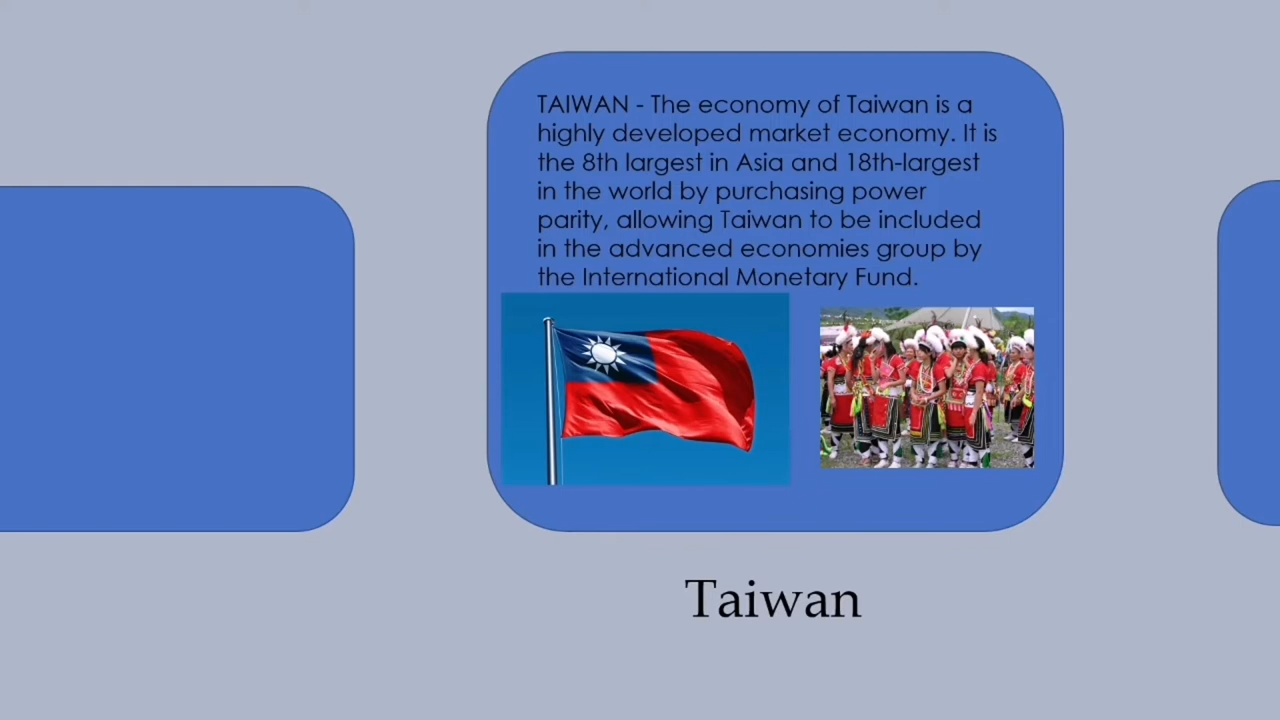 TAIWAN - The economy of Taiwan is a
highly developed market economy. It is
the 8th largest in Asia and 18th-largest
in the world by purchasing power
parity, allowing Taiwan to be included
in the advanced economies group by
the International Monetary Fund.
Taiwan